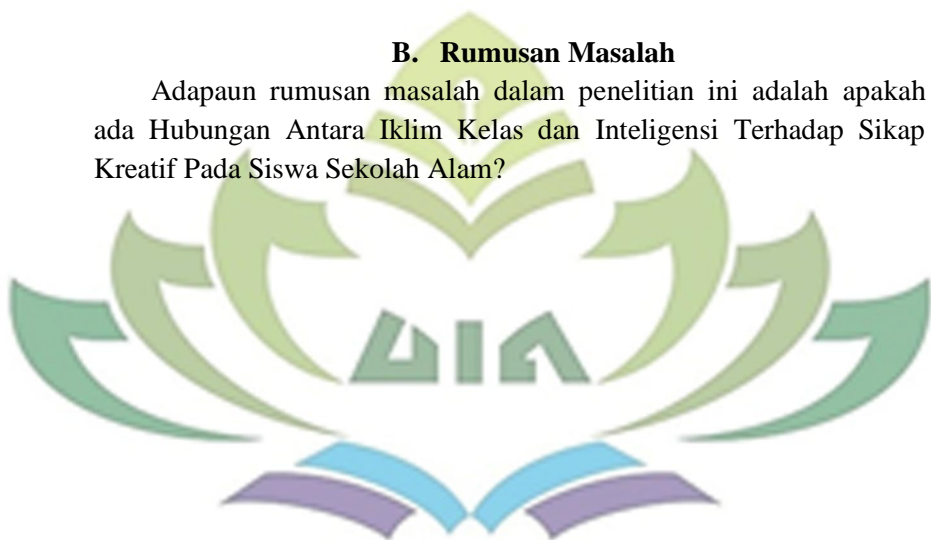 B. Rumusan Masalah
Adapaun rumusan masalah dalam penelitian ini adalah apakah
ada Hubungan Antara Iklim Kelas dan Inteligensi Terhadap Sikap
Kreatif Pada Siswa Sekolah Alam?
UIN